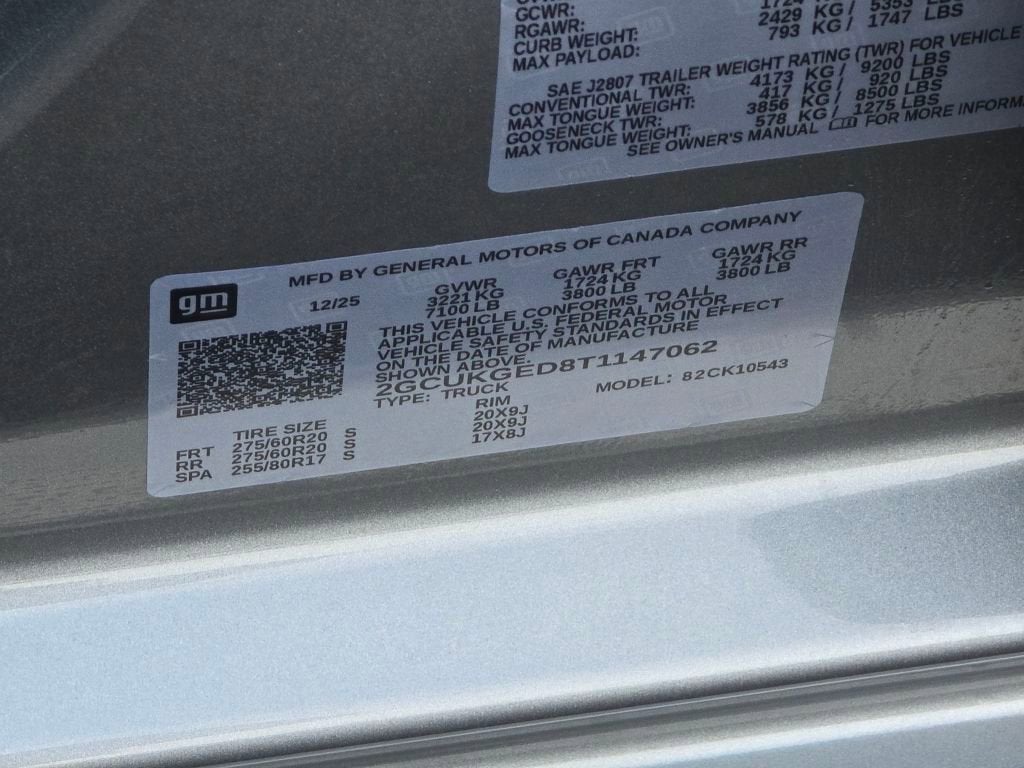 GCWR:
RGAWR: 1724
CURB WEIGHT: 2429 KG / 5353
MAX PAYLOAD: 793 KG / 1747 LBS
SAE J2807 TRAILER WEIGHT RATING (TWR) FOR VEHICLE
CONVENTIONAL TWR: 4173 KG / 9200 LBS
MAX TONGUE WEIGHT: 417 KG / 920 LBS
GOOSENECK TWR: 3856 KG / 8500 LBS
MAX TONGUE WEIGHT: 578 KG / 1275 LBS
SEE OWNER'S MANUAL FOR MORE INFORM
gm
MFD BY GENERAL MOTORS OF CANADA COMPANY
12/25 GVWR GAWR FRT GAWR RR
3221 KG 1724 KG 1724 KG
7100 LB 3800 LB 3800 LB
THIS VEHICLE CONFORMS TO ALL
APPLICABLE U.S. FEDERAL MOTOR
VEHICLE SAFETY STANDARDS IN EFFECT
ON THE DATE OF MANUFACTURE
SHOWN ABOVE.
2GCUKGED8T1147062
TYPE: TRUCK MODEL: 82CK10543
TIRE SIZE RIM
FRT 275/60R20 S 20X9J
RR 275/60R20 S 20X9J
SPA 255/80R17 S 17X8J